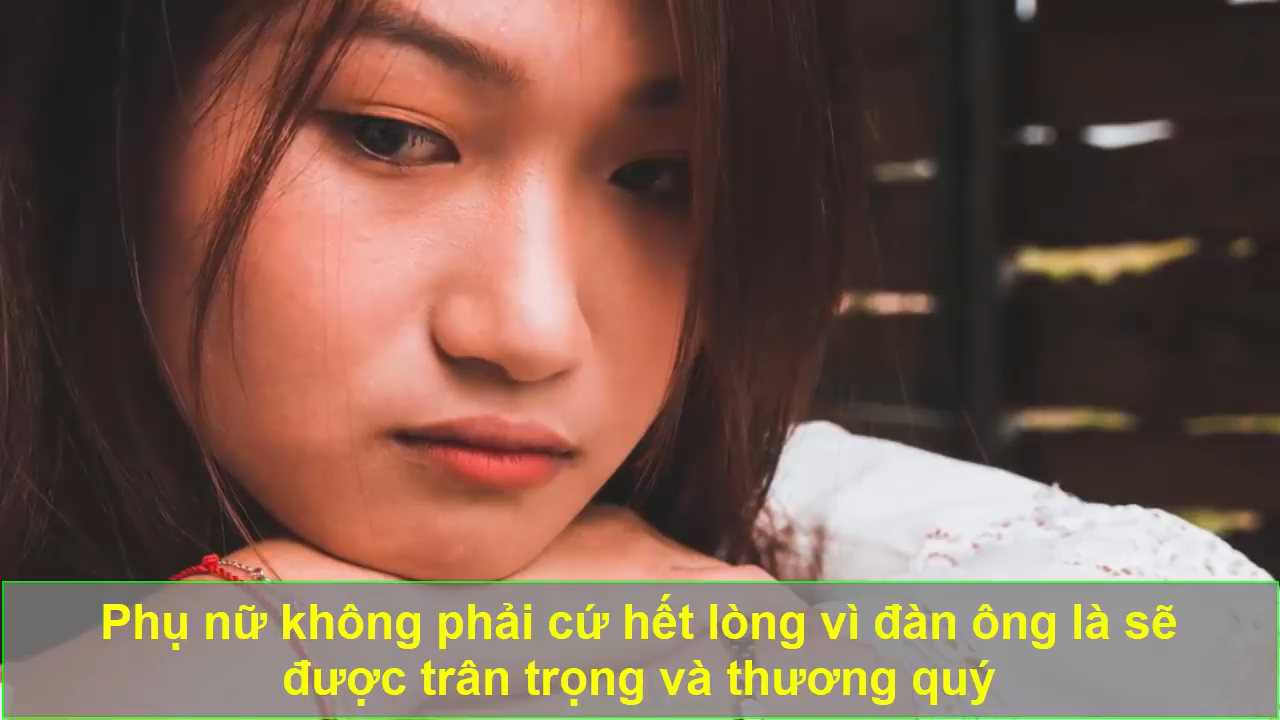 Phụ nữ không phải cứ hết lòng vì đàn ông là sẽ
được trân trọng và thương quý